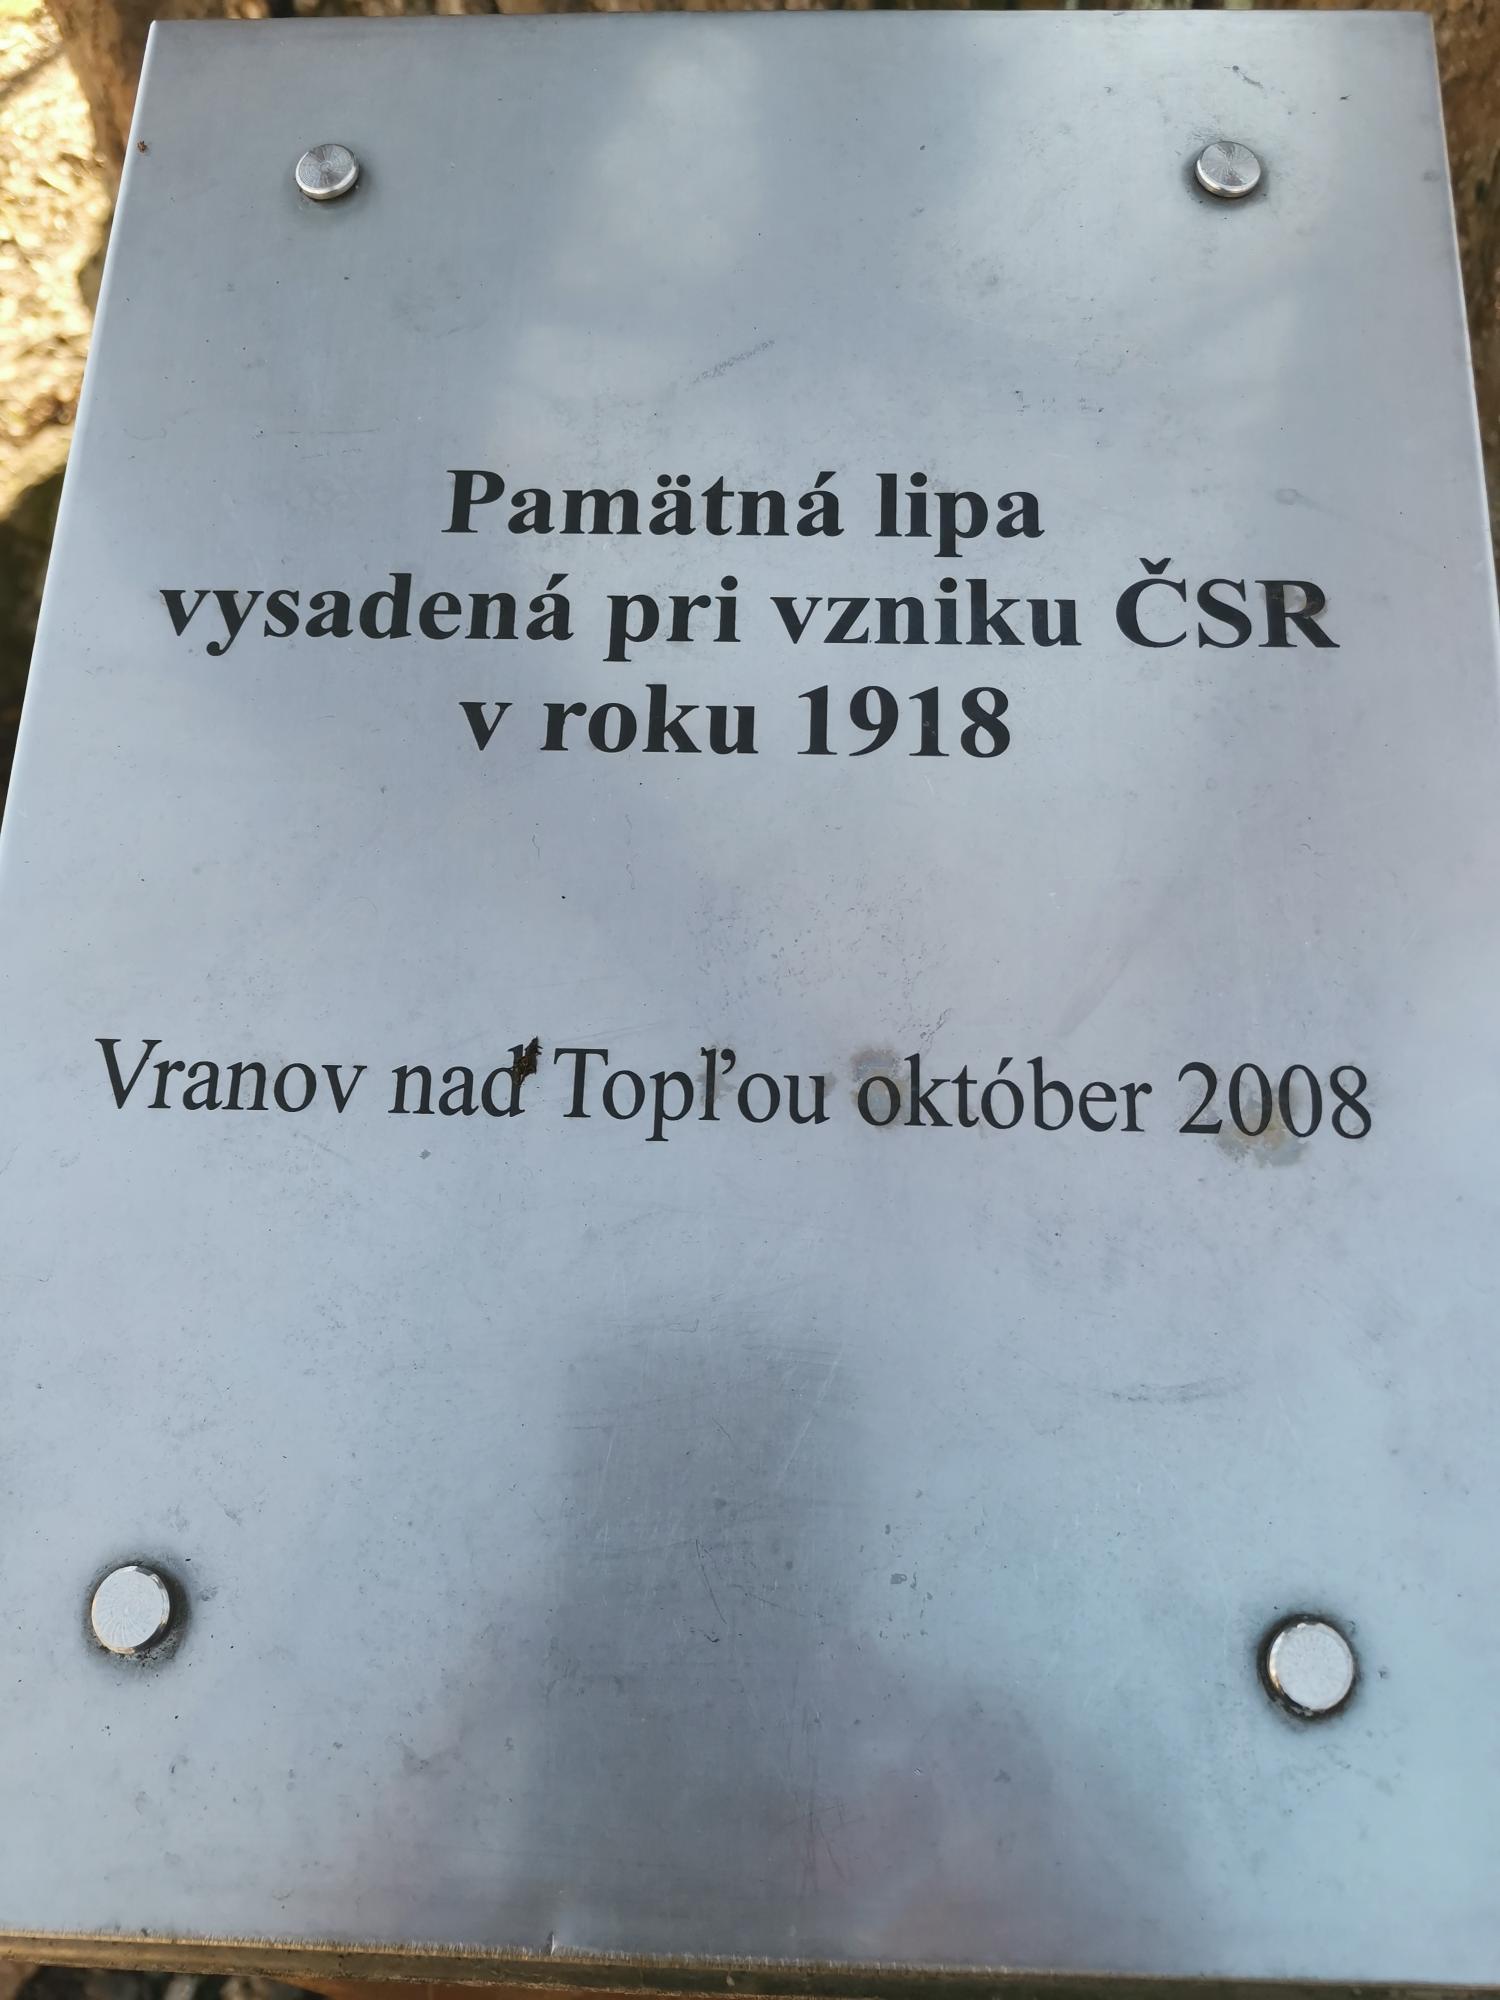 Pamätná lipa
vysadená pri vzniku ČSR
v roku 1918
Vranov nad Topľou október 2008